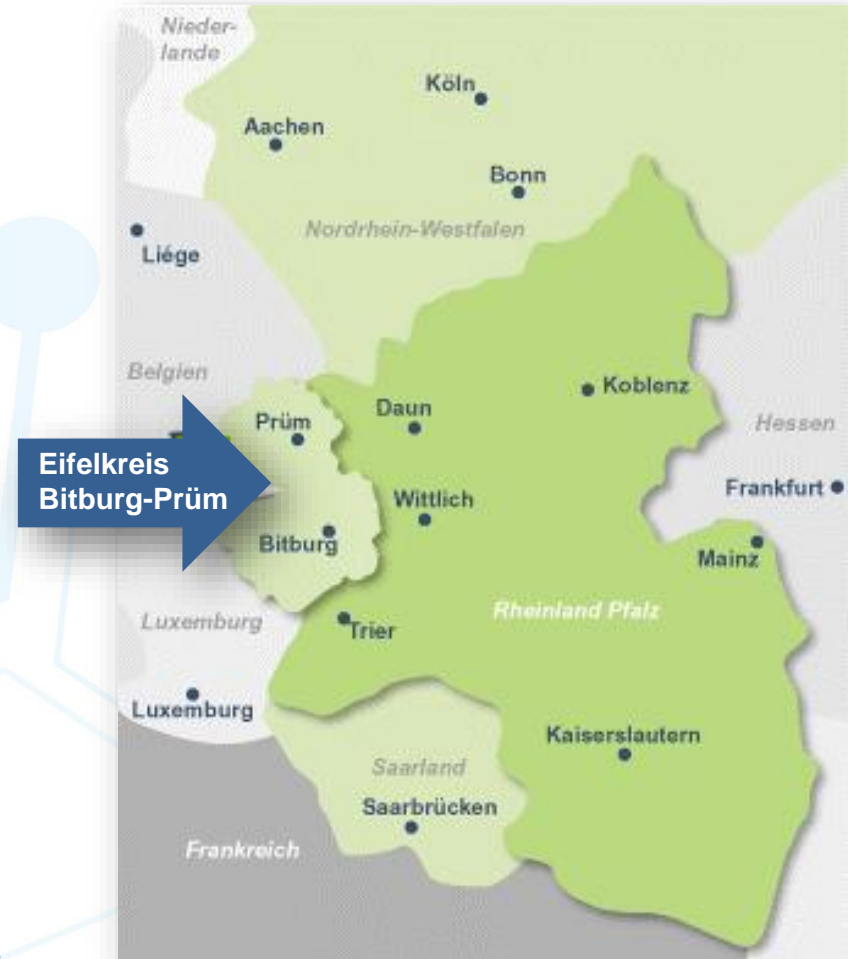 Nieder-
lande
Köln
Aachen
Bonn
Nordrhein-Westfalen
Liége
Belgien
Koblenz
Daun
Prüm
Hessen
Eifelkreis
Bitburg-Prüm
Frankfurt
Wittlich
Bitburg
Mainz
Rheinland Pfalz
Luxemburg
Trier
Luxemburg
Kaiserslautern
Saarland
Saarbrücken
Frankreich